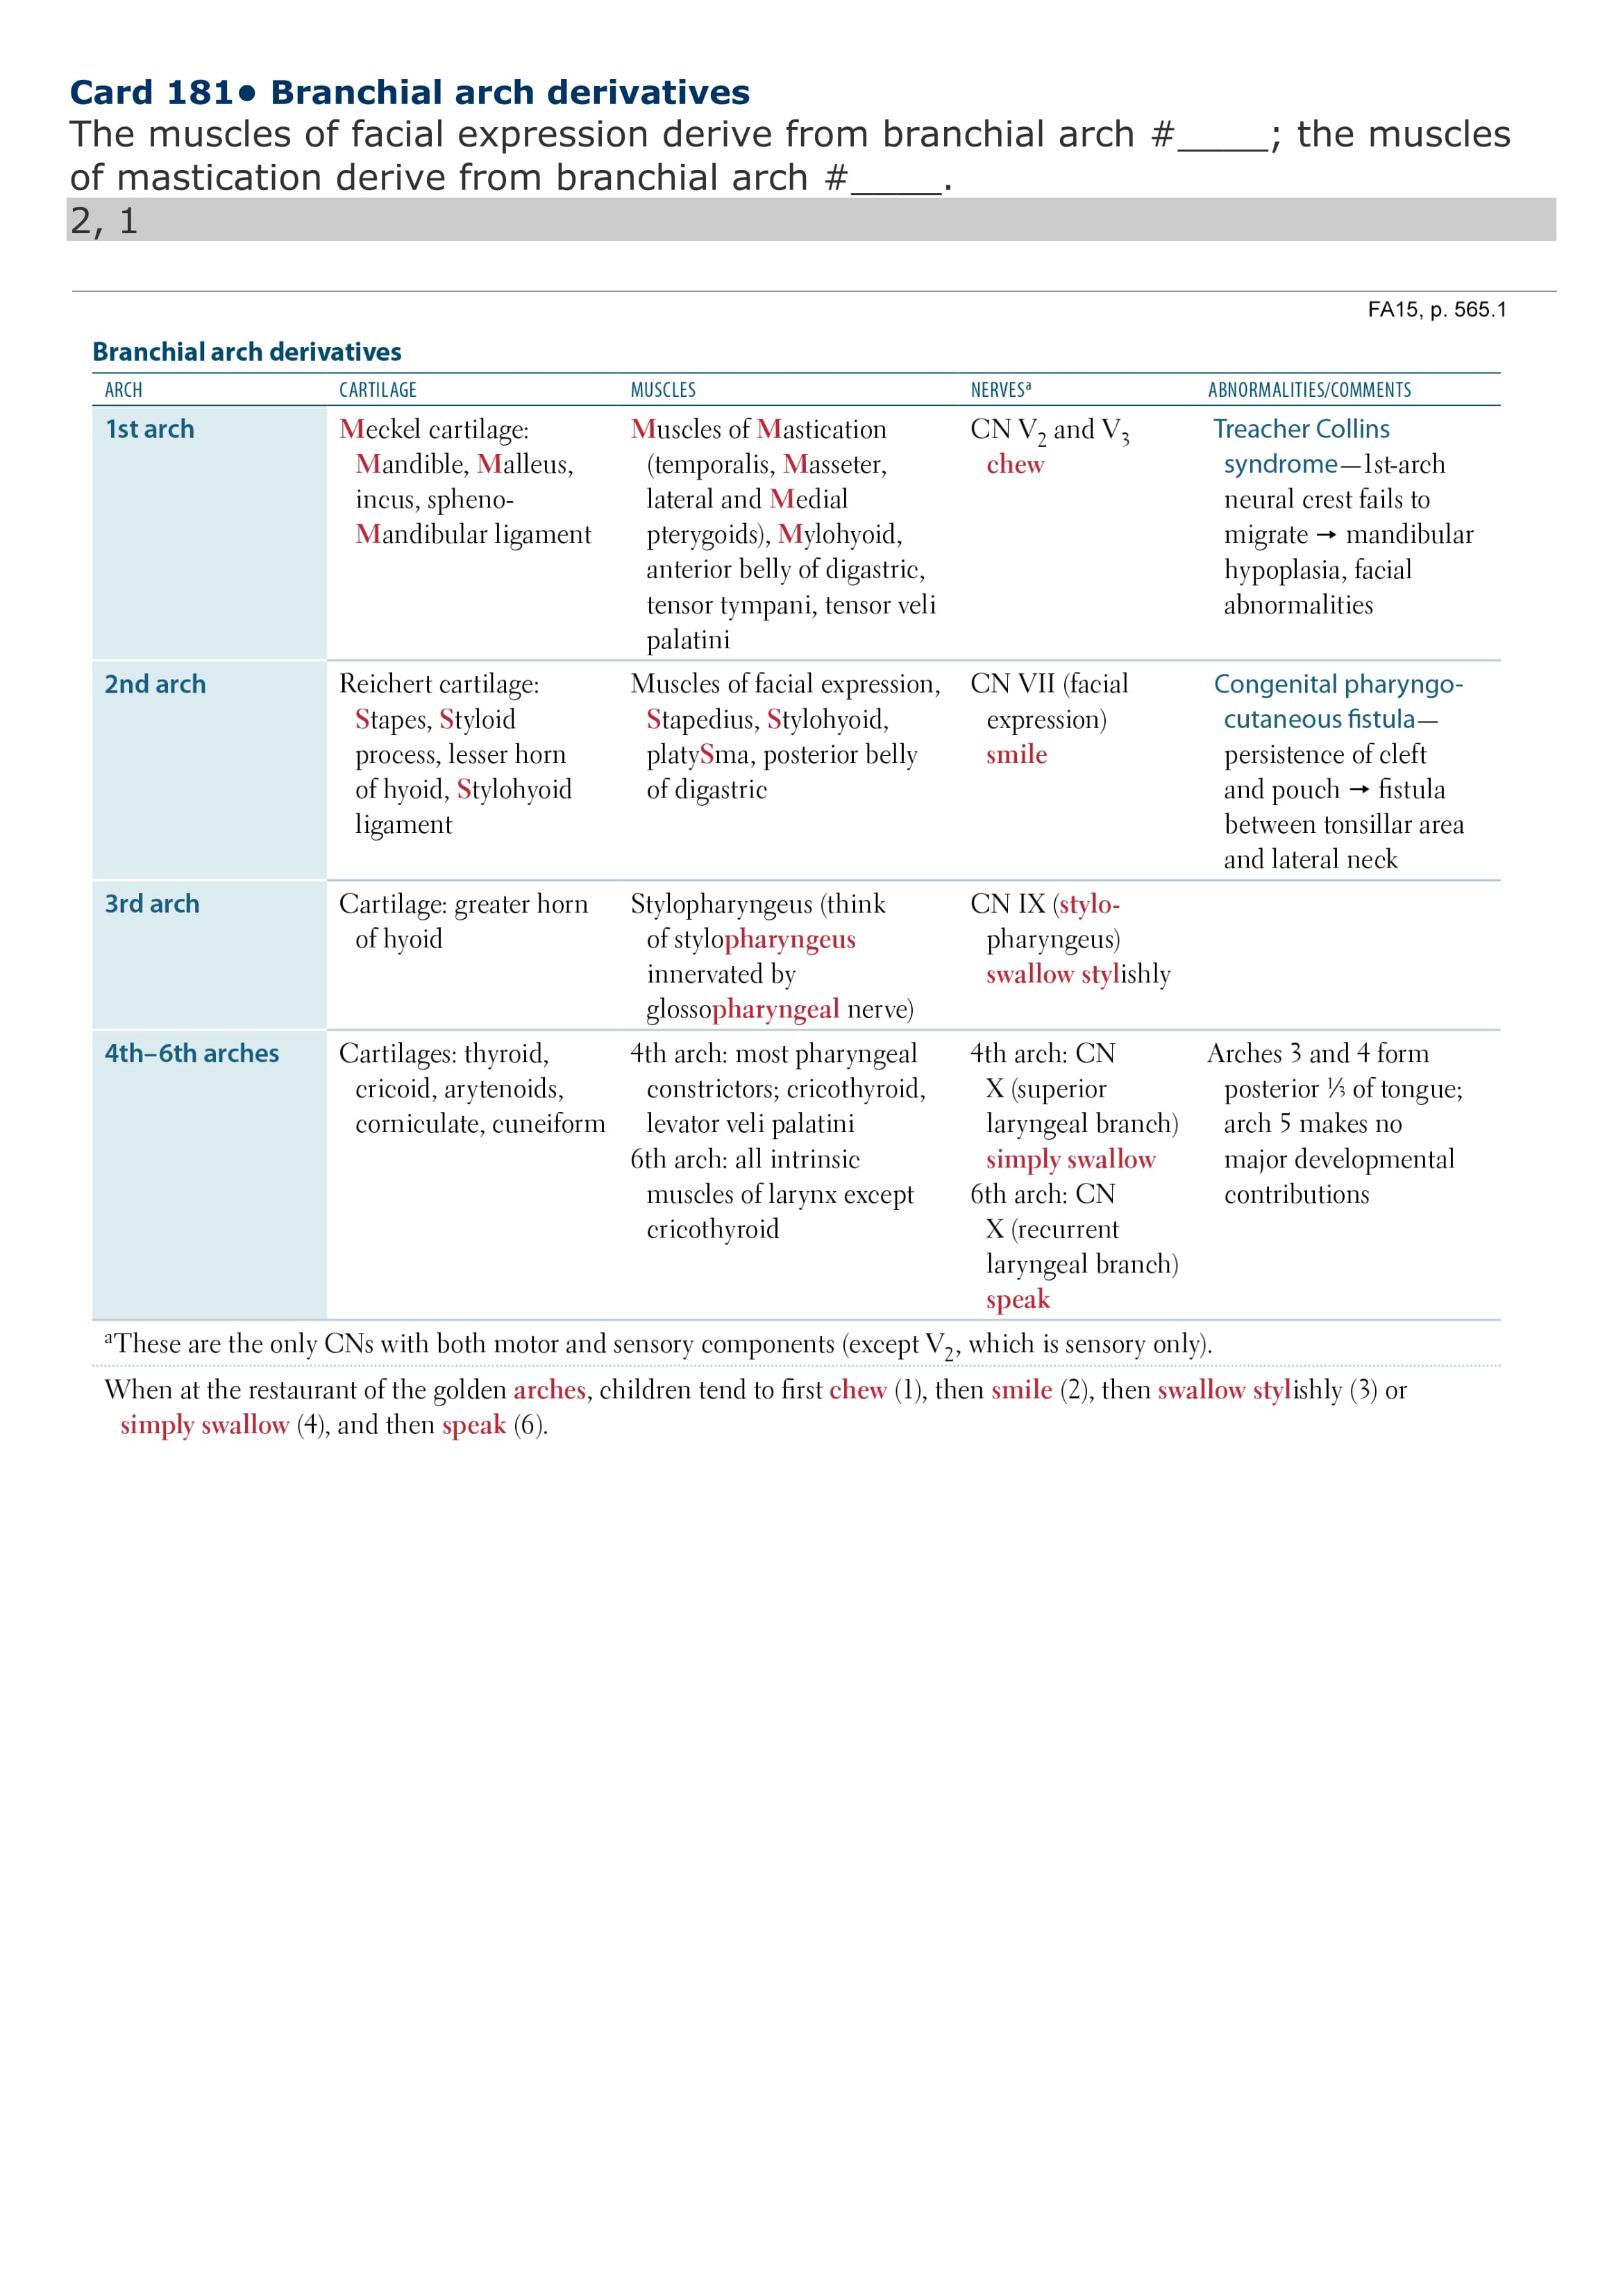 Card 181• Branchial arch derivatives
The muscles of facial expression derive from branchial arch #____; the muscles
of mastication derive from branchial arch #____.
2, 1
FA15, p. 565.1
Branchial arch derivatives
ARCH CARTILAGE MUSCLES NERVESª ABNORMALITIES/COMMENTS
1st arch
Meckel cartilage:
Mandible, Malleus,
incus, spheno-
Mandibular ligament
Muscles of Mastication
(temporalis, Masseter,
lateral and Medial
pterygoids), Mylohyoid,
anterior belly of digastric,
tensor tympani, tensor veli
palatini
CN V₂ and V₃
chew
Treacher Collins
syndrome—1st-arch
neural crest fails to
migrate → mandibular
hypoplasia, facial
abnormalities
2nd arch
Reichert cartilage:
Stapes, Styloid
process, lesser horn
of hyoid, Stylohyoid
ligament
Muscles of facial expression,
Stapedius, Stylohyoid,
platySma, posterior belly
of digastric
CN VII (facial
expression)
smile
Congenital pharyngo-
cutaneous fistula—
persistence of cleft
and pouch → fistula
between tonsillar area
and lateral neck
3rd arch
Cartilage: greater horn
of hyoid
Stylopharyngeus (think
of stylopharyngeus
innervated by
glossopharyngeal nerve)
CN IX (stylo-
pharyngeus)
swallow stylishly
4th–6th arches
Cartilages: thyroid,
cricoid, arytenoids,
corniculate, cuneiform
4th arch: most pharyngeal
constrictors; cricothyroid,
levator veli palatini
6th arch: all intrinsic
muscles of larynx except
cricothyroid
4th arch: CN
X (superior
laryngeal branch)
simply swallow
6th arch: CN
X (recurrent
laryngeal branch)
speak
Arches 3 and 4 form
posterior ⅓ of tongue;
arch 5 makes no
major developmental
contributions
ªThese are the only CNs with both motor and sensory components (except V₂, which is sensory only).
When at the restaurant of the golden arches, children tend to first chew (1), then smile (2), then swallow stylishly (3) or
simply swallow (4), and then speak (6).